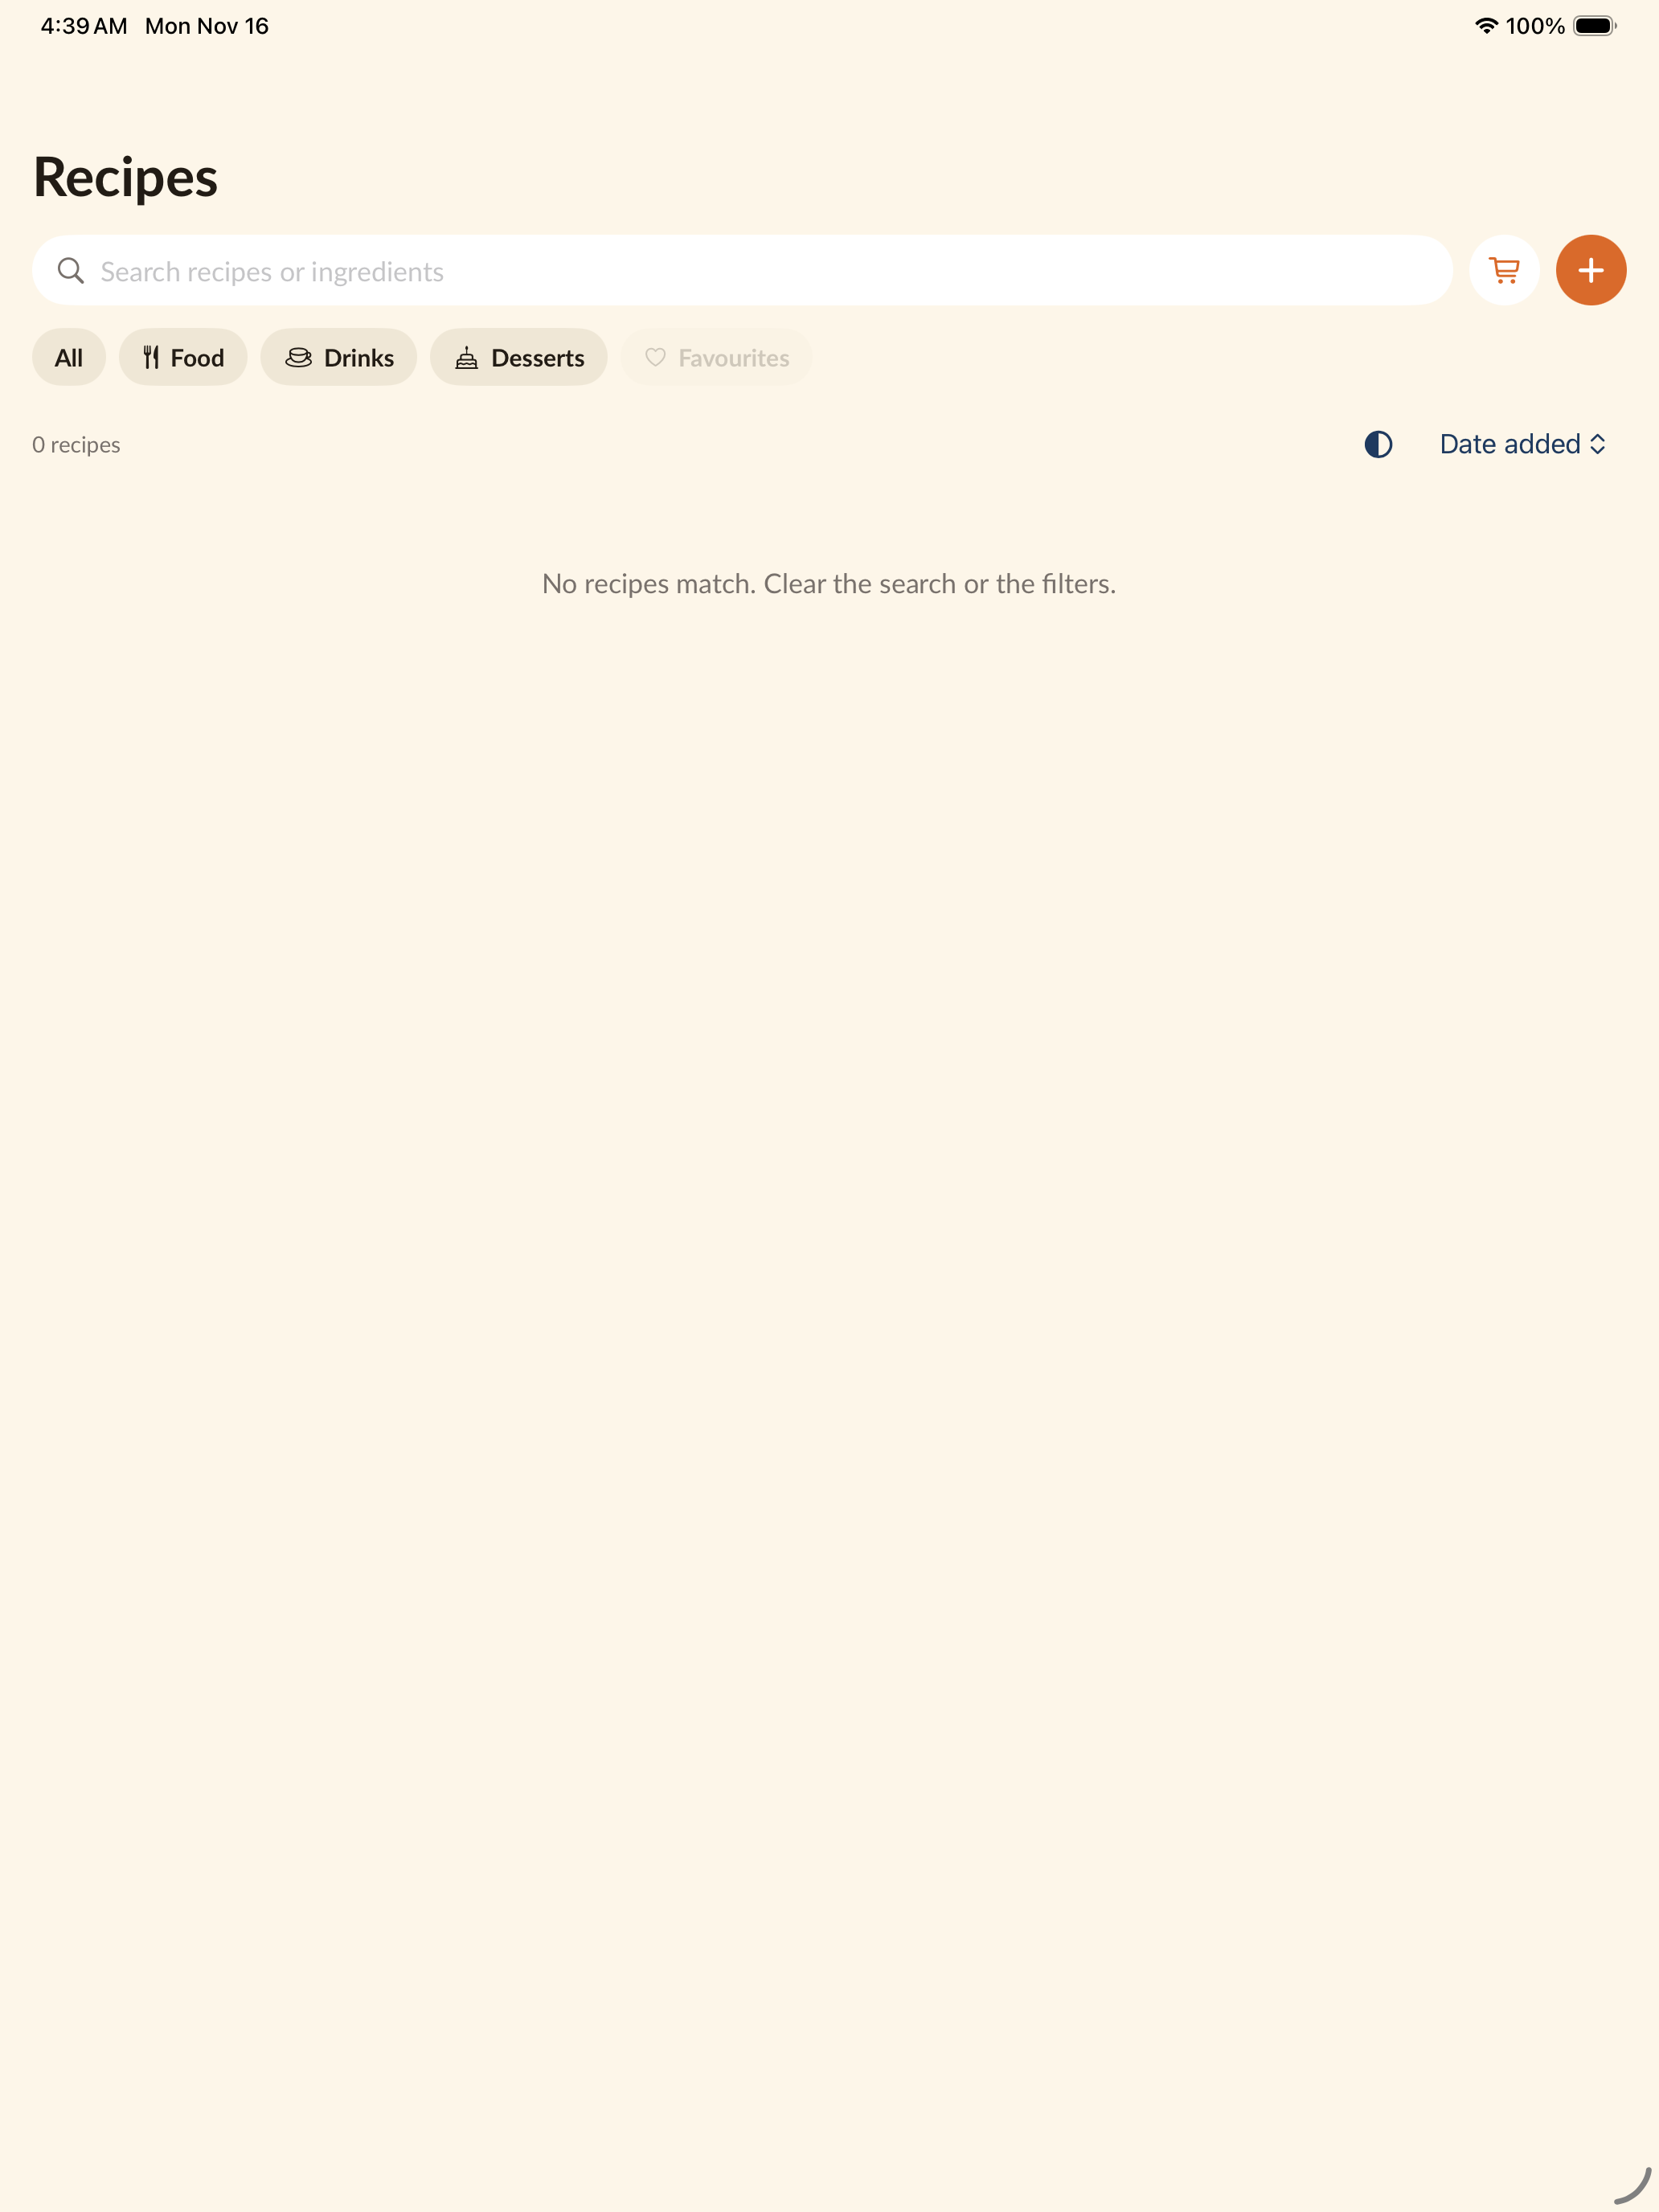 4:39 AM Mon Nov 16
100%
Recipes
Search recipes or ingredients
All
Food
Drinks
Desserts
Favourites
0 recipes
Date added
No recipes match. Clear the search or the filters.